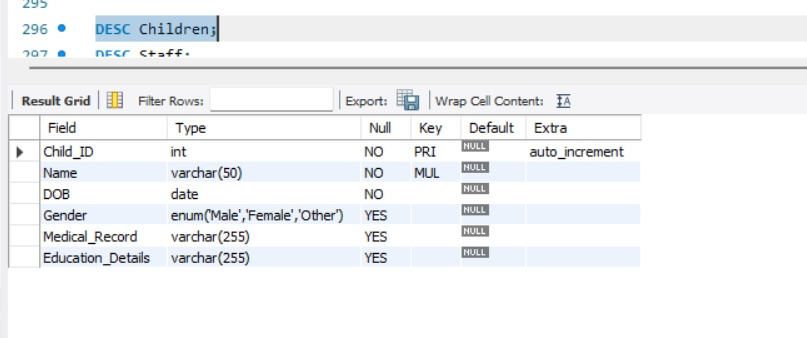 295
296 DESC Children;
297 DESC Staff;
Result Grid Filter Rows: Export: Wrap Cell Content: IA
Field Type Null Key Default Extra
Child_ID int NO PRI NULL auto_increment
Name varchar(50) NO MUL NULL
DOB date NO NULL
Gender enum('Male','Female','Other') YES NULL
Medical_Record varchar(255) YES NULL
Education_Details varchar(255) YES NULL